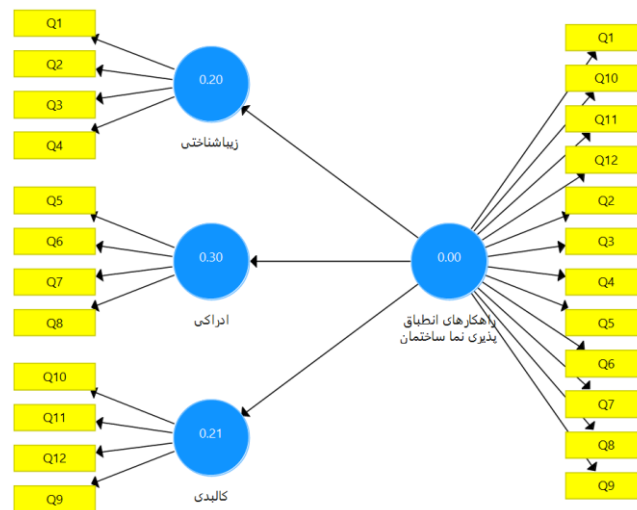 Q1
Q2
Q3
Q4
0.20
زیباشناختی
Q5
Q6
Q7
Q8
0.30
ادراکی
Q10
Q11
Q12
Q9
0.21
کالبدی
0.00
راهکارهای انطباق
پذیری نما ساختمان
Q1
Q10
Q11
Q12
Q2
Q3
Q4
Q5
Q6
Q7
Q8
Q9